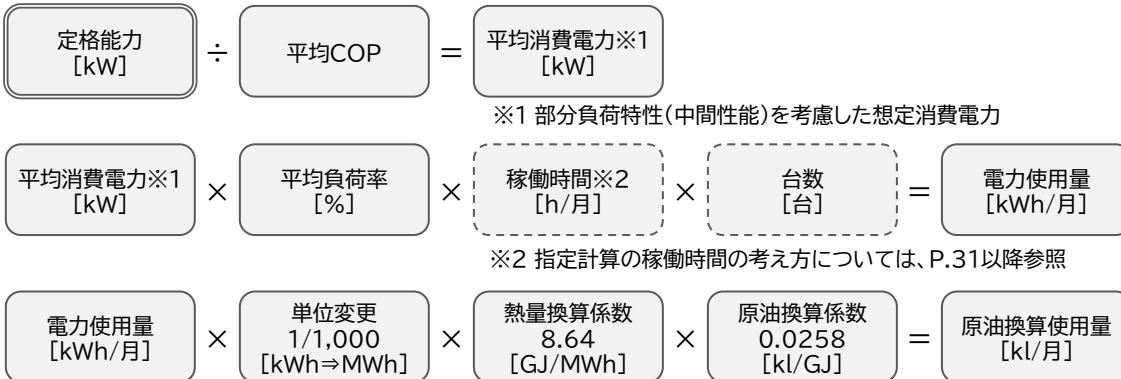 定格能力
[kW]
÷
平均COP
=
平均消費電力※1
[kW]
※1 部分負荷特性(中間性能)を考慮した想定消費電力
平均消費電力※1
[kW]
×
平均負荷率
[%]
×
稼働時間※2
[h/月]
×
台数
[台]
=
電力使用量
[kWh/月]
※2 指定計算の稼働時間の考え方については、P.31以降参照
電力使用量
[kWh/月]
×
単位変更
1/1,000
[kWh⇒MWh]
×
熱量換算係数
8.64
[GJ/MWh]
×
原油換算係数
0.0258
[kl/GJ]
=
原油換算使用量
[kl/月]